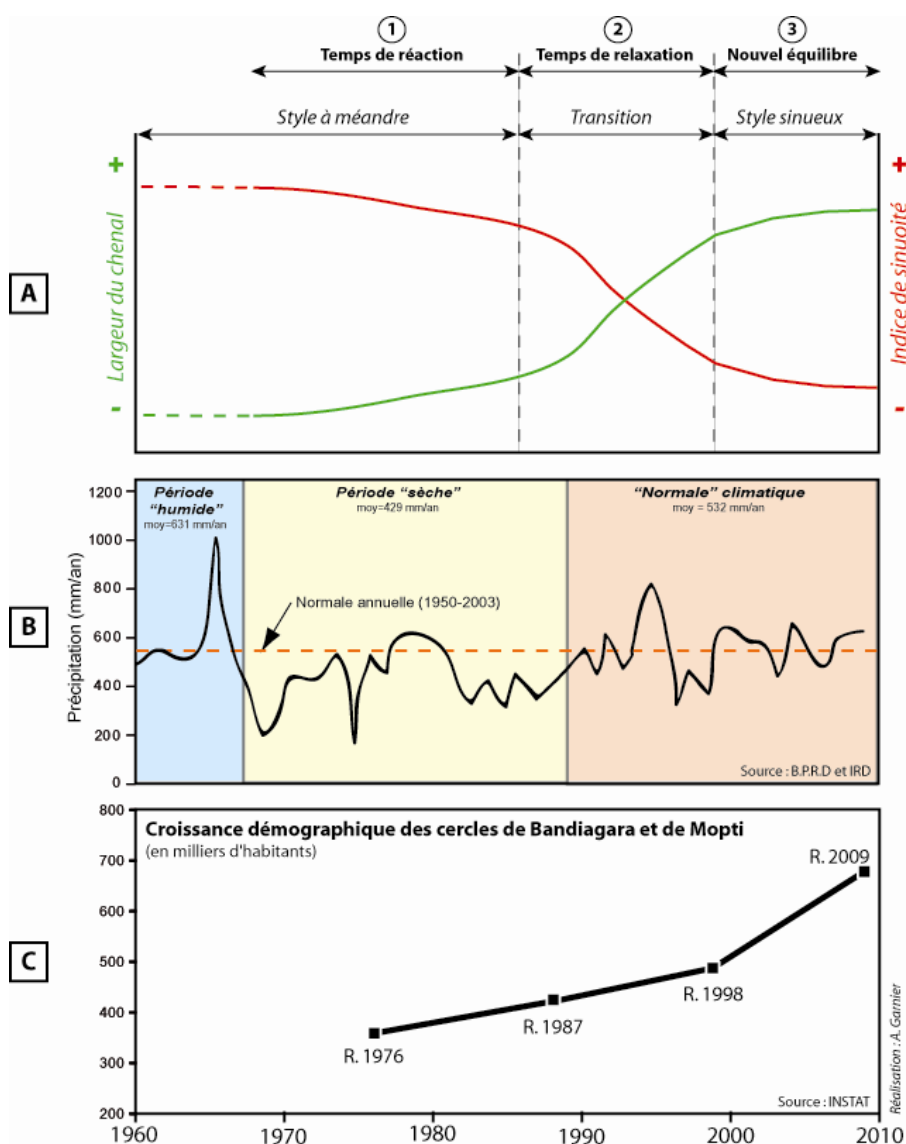 1
2
3
Temps de réaction
Temps de relaxation
Nouvel équilibre
Style à méandre
Transition
Style sinueux
+
Largeur du chenal
-
+
Indice de sinuoité
-
A
Période
"humide"
moy=631 mm/an
Période "sèche"
moy=429 mm/an
"Normale" climatique
moy = 532 mm/an
Normale annuelle (1950-2003)
Précipitation (mm/an)
1200
1000
800
600
400
200
0
Source : B.P.R.D et IRD
B
800
700
600
500
400
300
200
Croissance démographique des cercles de Bandiagara et de Mopti
(en milliers d'habitants)
R. 2009
R. 1998
R. 1987
R. 1976
C
Source : INSTAT
Réalisation : A. Garnier
1960
1970
1980
1990
2000
2010